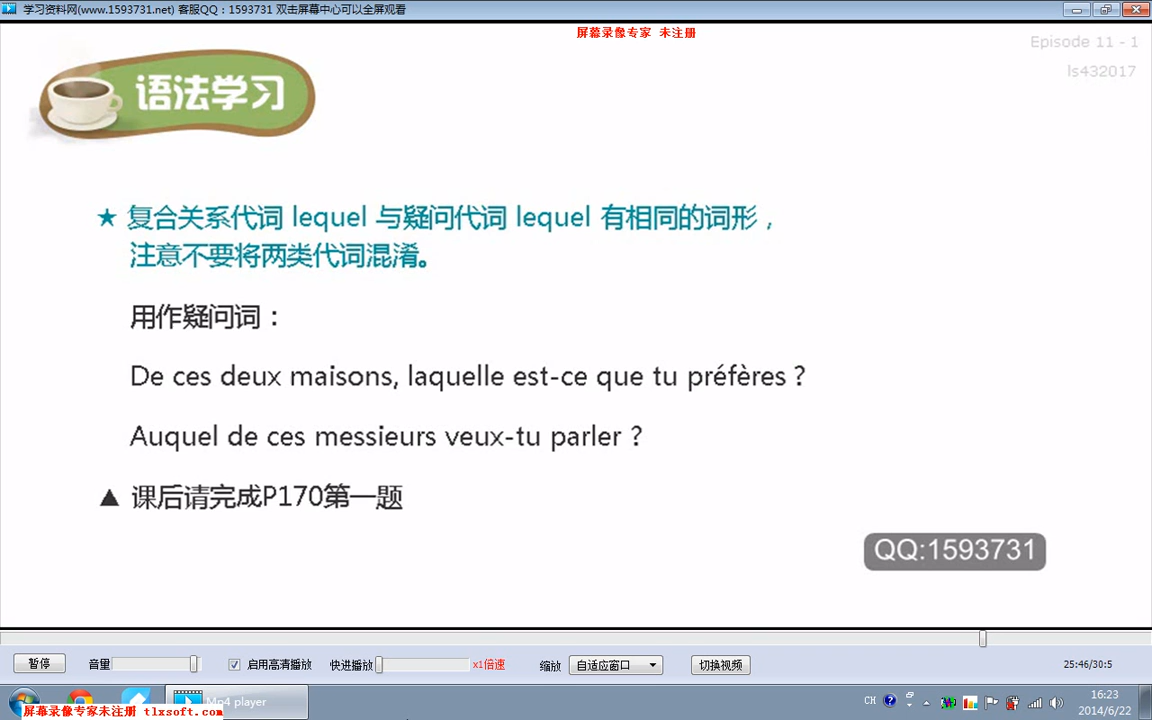 学习资料网(www.1593731.net) 客服QQ：1593731 双击屏幕中心可以全屏观看
屏幕录像专家 未注册
Episode 11 - 1
ls432017
语法学习
★ 复合关系代词 lequel 与疑问代词 lequel 有相同的词形，
注意不要将两类代词混淆。
用作疑问词：
De ces deux maisons, laquelle est-ce que tu préfères ?
Auquel de ces messieurs veux-tu parler ?
▲ 课后请完成P170第一题
QQ:1593731
暂停 音量 启用高清播放 快进播放 x1倍速 缩放 自适应窗口 切换视频 25:46/30:5
Mp4 player
CH
16:23
2014/6/22
屏幕录像专家未注册 tlxsoft.com